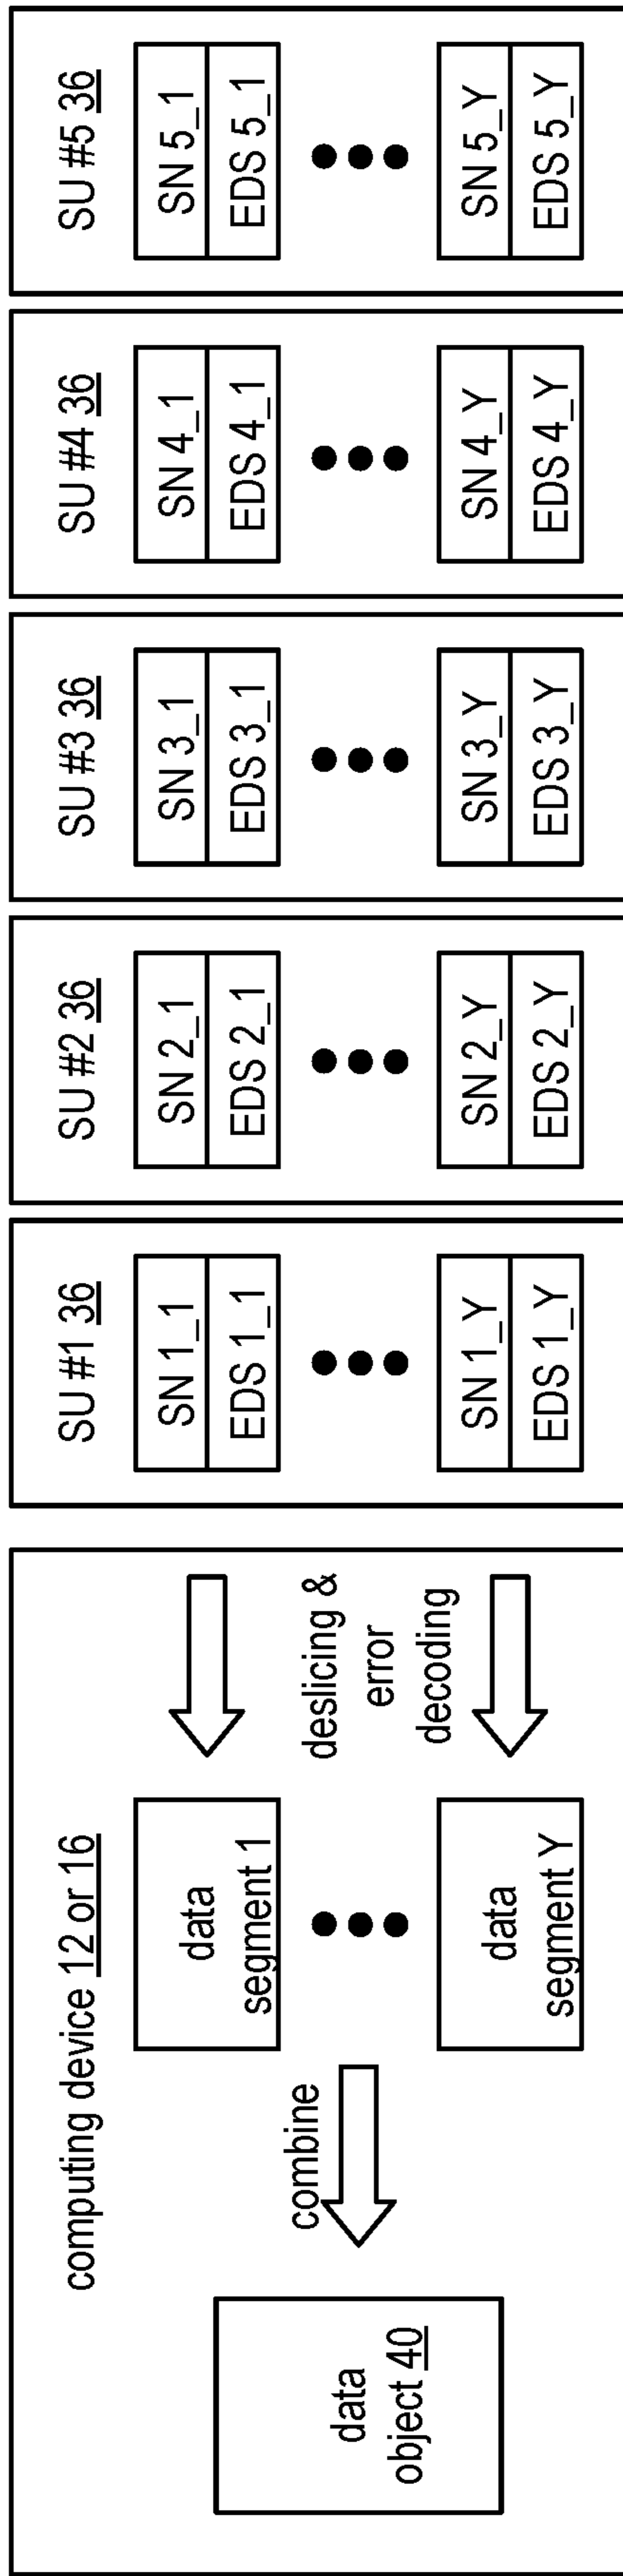 computing device 12 or 16
data
object 40
combine
data
segment 1
data
segment Y
deslicing &
error
decoding
SU #1 36
SN 1_1
EDS 1_1
SN 1_Y
EDS 1_Y
SU #2 36
SN 2_1
EDS 2_1
SN 2_Y
EDS 2_Y
SU #3 36
SN 3_1
EDS 3_1
SN 3_Y
EDS 3_Y
SU #4 36
SN 4_1
EDS 4_1
SN 4_Y
EDS 4_Y
SU #5 36
SN 5_1
EDS 5_1
SN 5_Y
EDS 5_Y